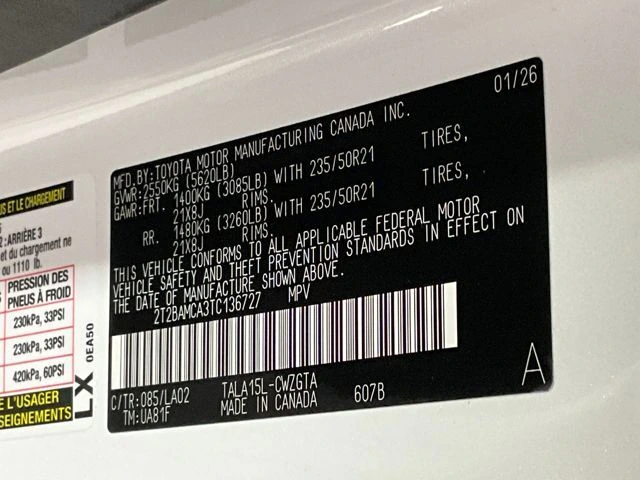 01/26
MFD.BY:TOYOTA MOTOR MANUFACTURING CANADA INC.
GVWR:2550KG (5620LB)
GAWR:FRT. 1400KG (3085LB) WITH 235/50R21 TIRES,
21X8J RIMS.
RR. 1480KG (3260LB) WITH 235/50R21 TIRES,
21X8J RIMS.
THIS VEHICLE CONFORMS TO ALL APPLICABLE FEDERAL MOTOR
VEHICLE SAFETY AND THEFT PREVENTION STANDARDS IN EFFECT ON
THE DATE OF MANUFACTURE SHOWN ABOVE.
2T2BAMCA3TC136727 MPV
C/TR:085/LA02 TALA15L-CWZGTA
TM:UA81F MADE IN CANADA 607B
A
ET LE CHARGEMENT
2 :ARRIÈRE 3
et du chargement ne
ou 1110 lb.
PRESSION DES
PNEUS À FROID
230kPa, 33PSI
230kPa, 33PSI
420kPa, 60PSI
L'USAGER
SEIGNEMENTS
LX 0EA50